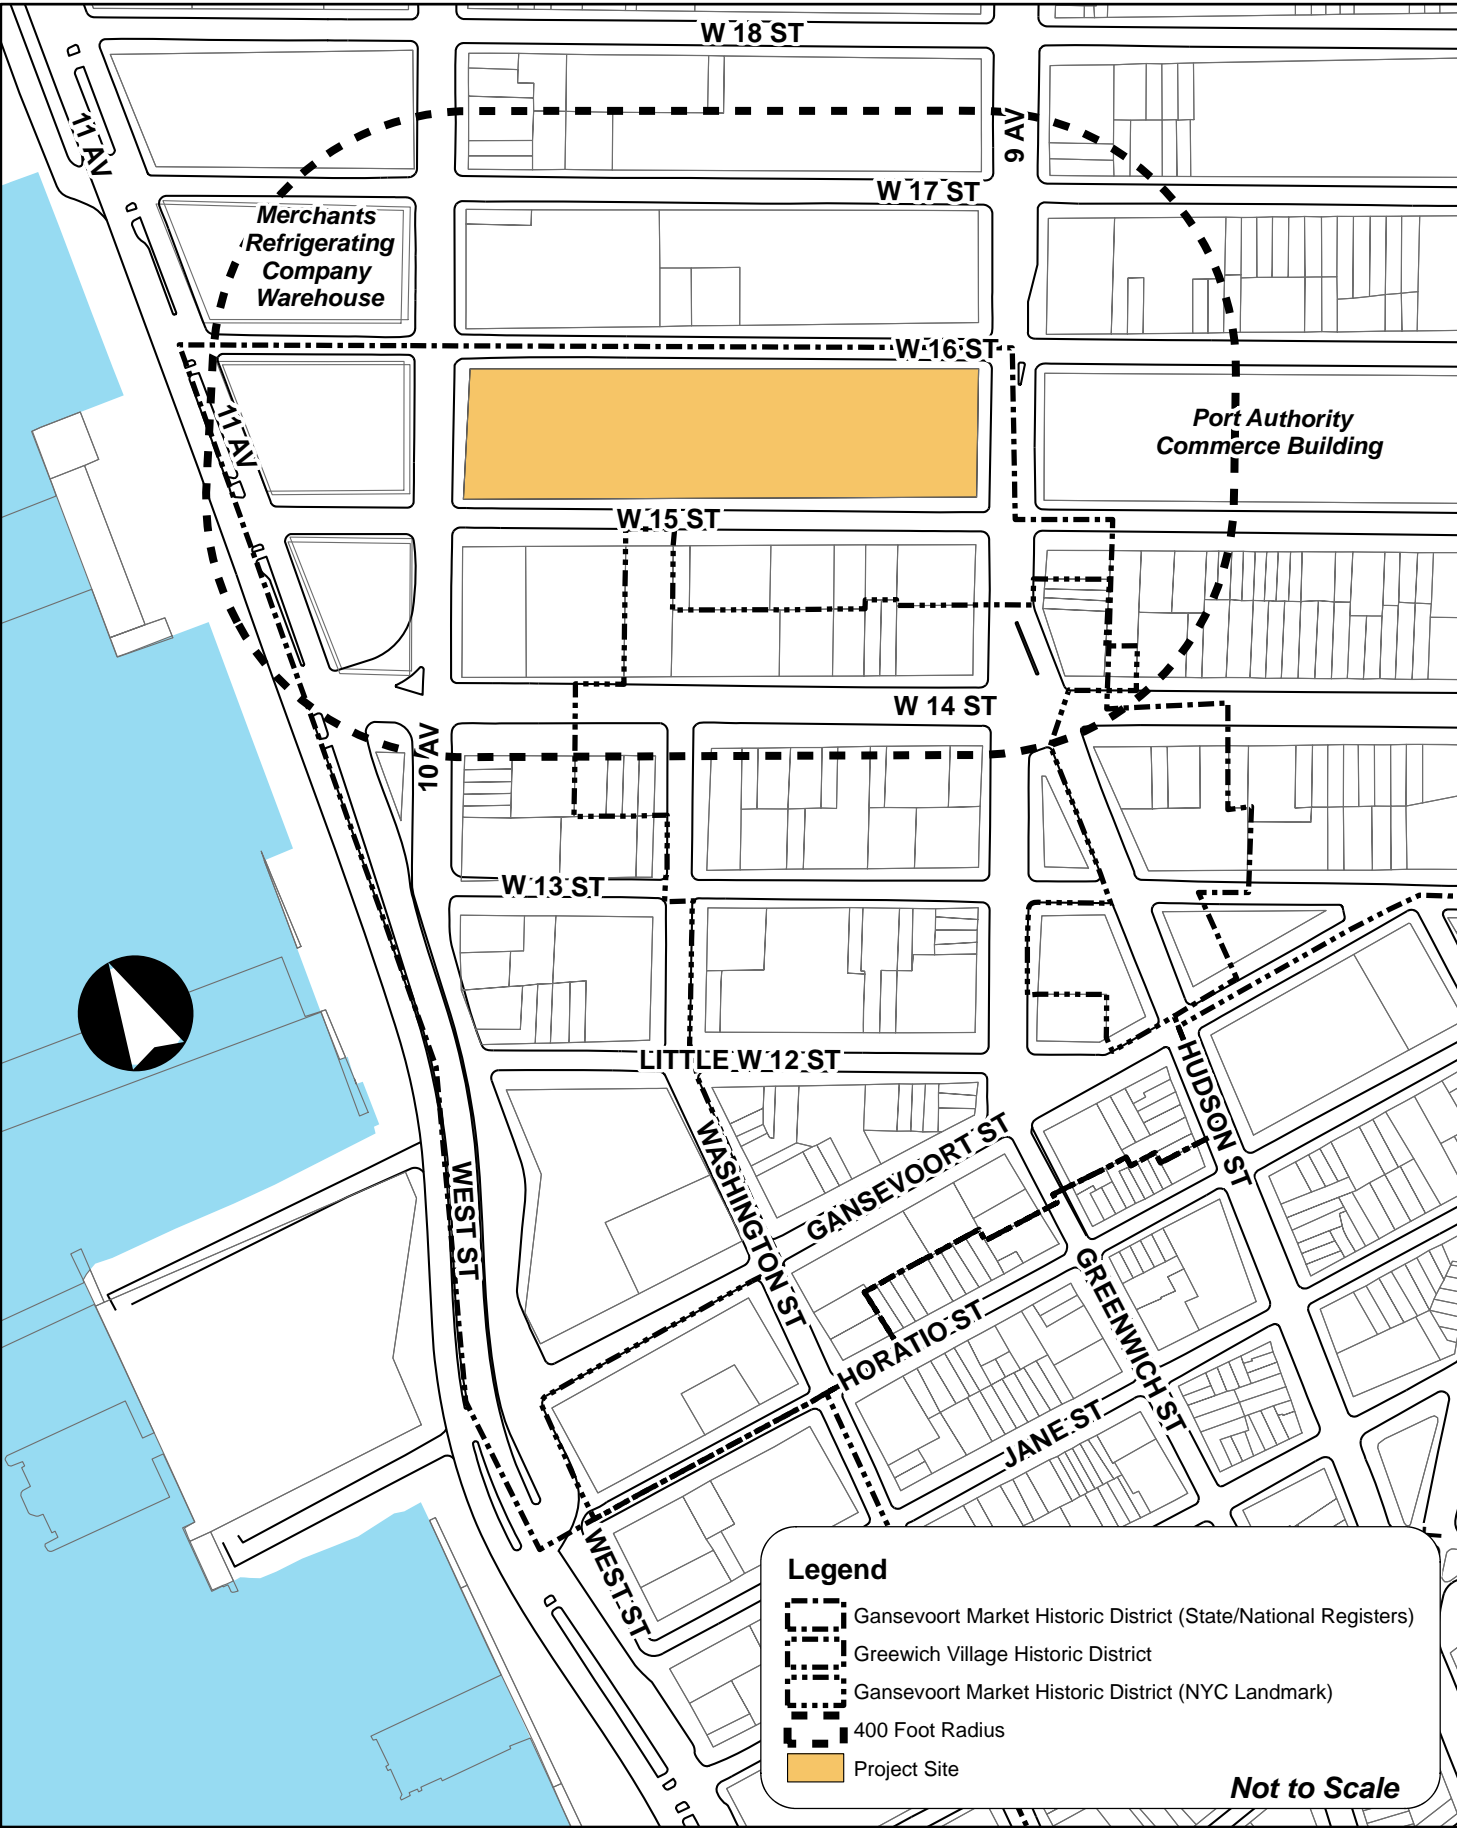 W 18 ST
11 AV
9 AV
W 17 ST
Merchants
Refrigerating
Company
Warehouse
W 16 ST
11 AV
Port Authority
Commerce Building
W 15 ST
W 14 ST
10 AV
W 13 ST
LITTLE W 12 ST
HUDSON ST
WASHINGTON ST
GANSEVOORT ST
WEST ST
GREENWICH ST
HORATIO ST
JANE ST
WEST ST
Legend
Gansevoort Market Historic District (State/National Registers)
Greewich Village Historic District
Gansevoort Market Historic District (NYC Landmark)
400 Foot Radius
Project Site
Not to Scale